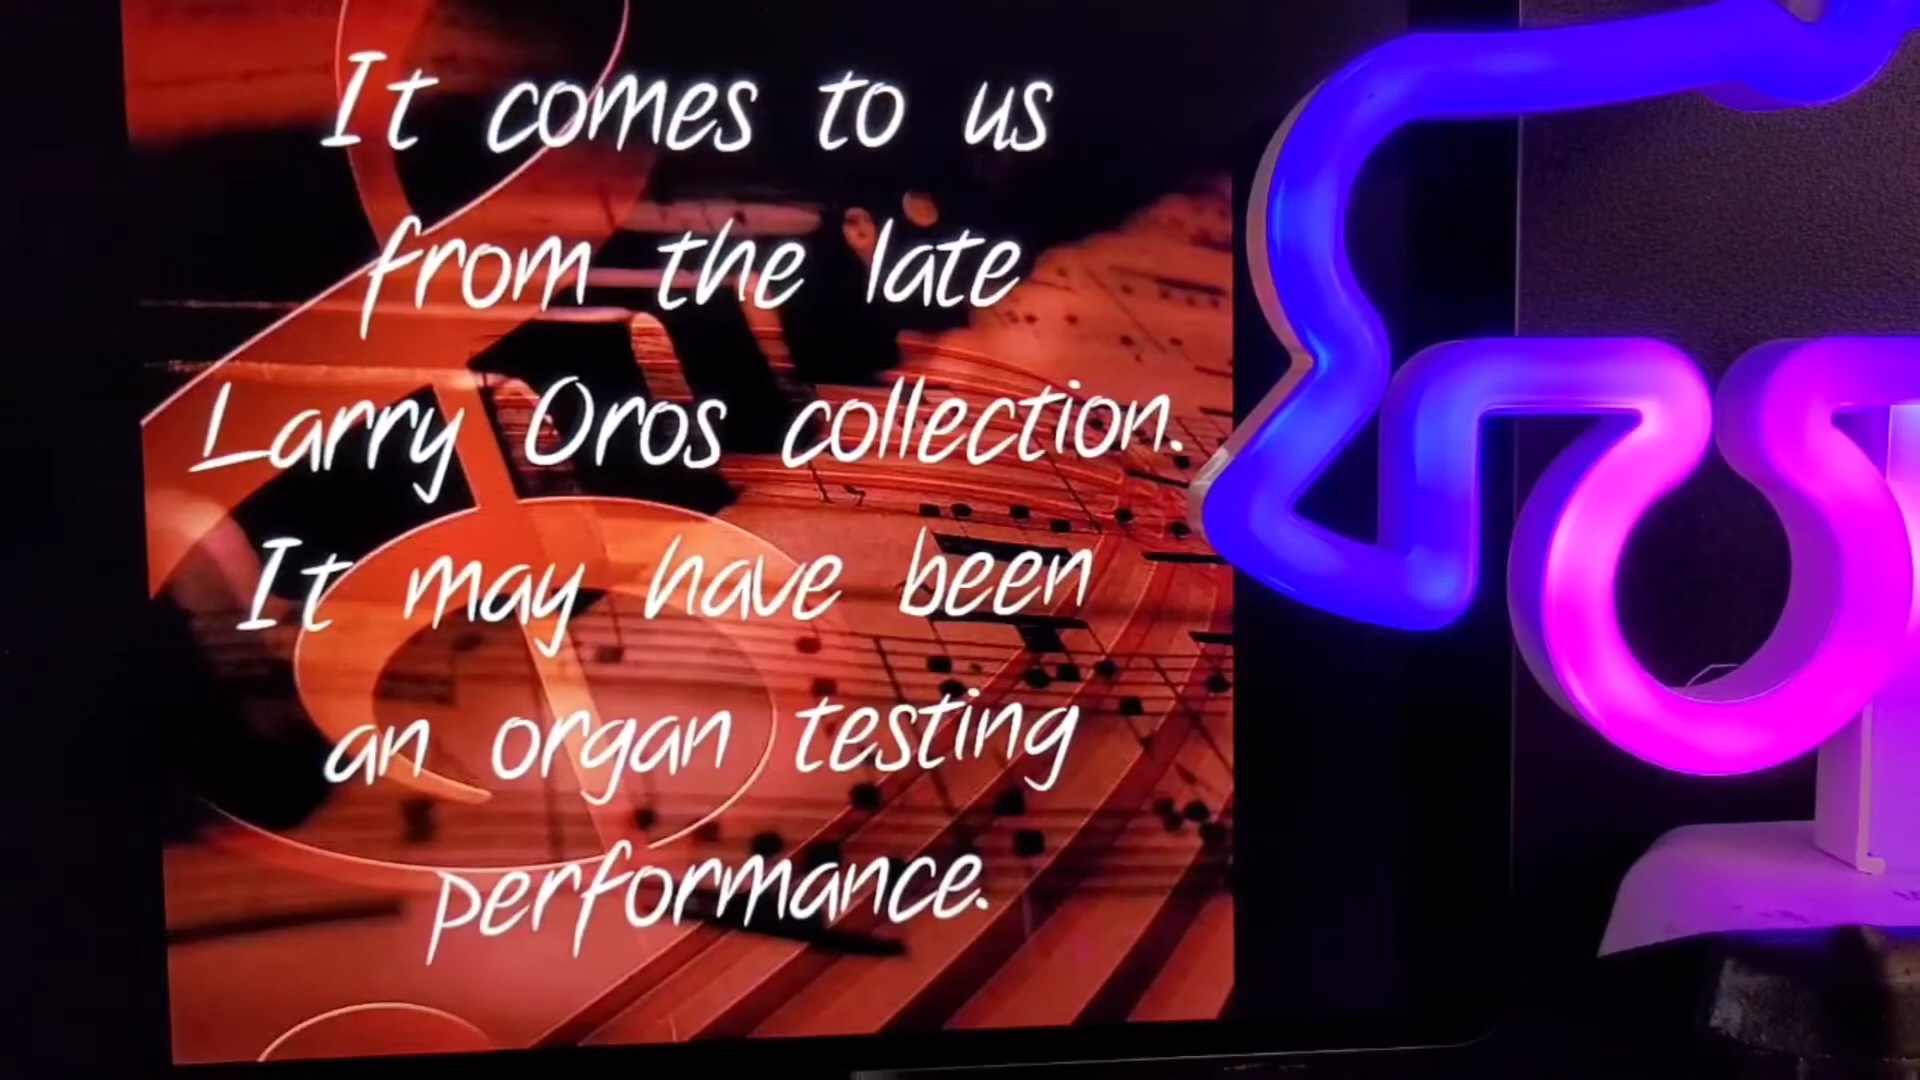 It comes to us
from the late
Larry Oros collection.
It may have been
an organ testing
performance.